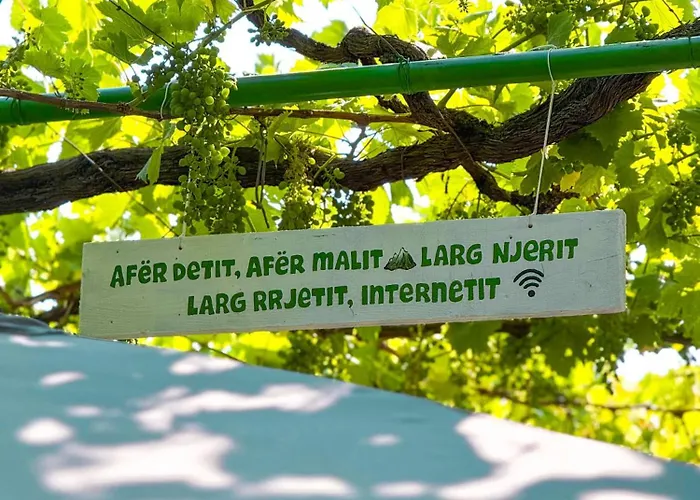 AFËR DETIT, AFËR MALIT LARG NJERIT
LARG RRJETIT, INTERNETIT